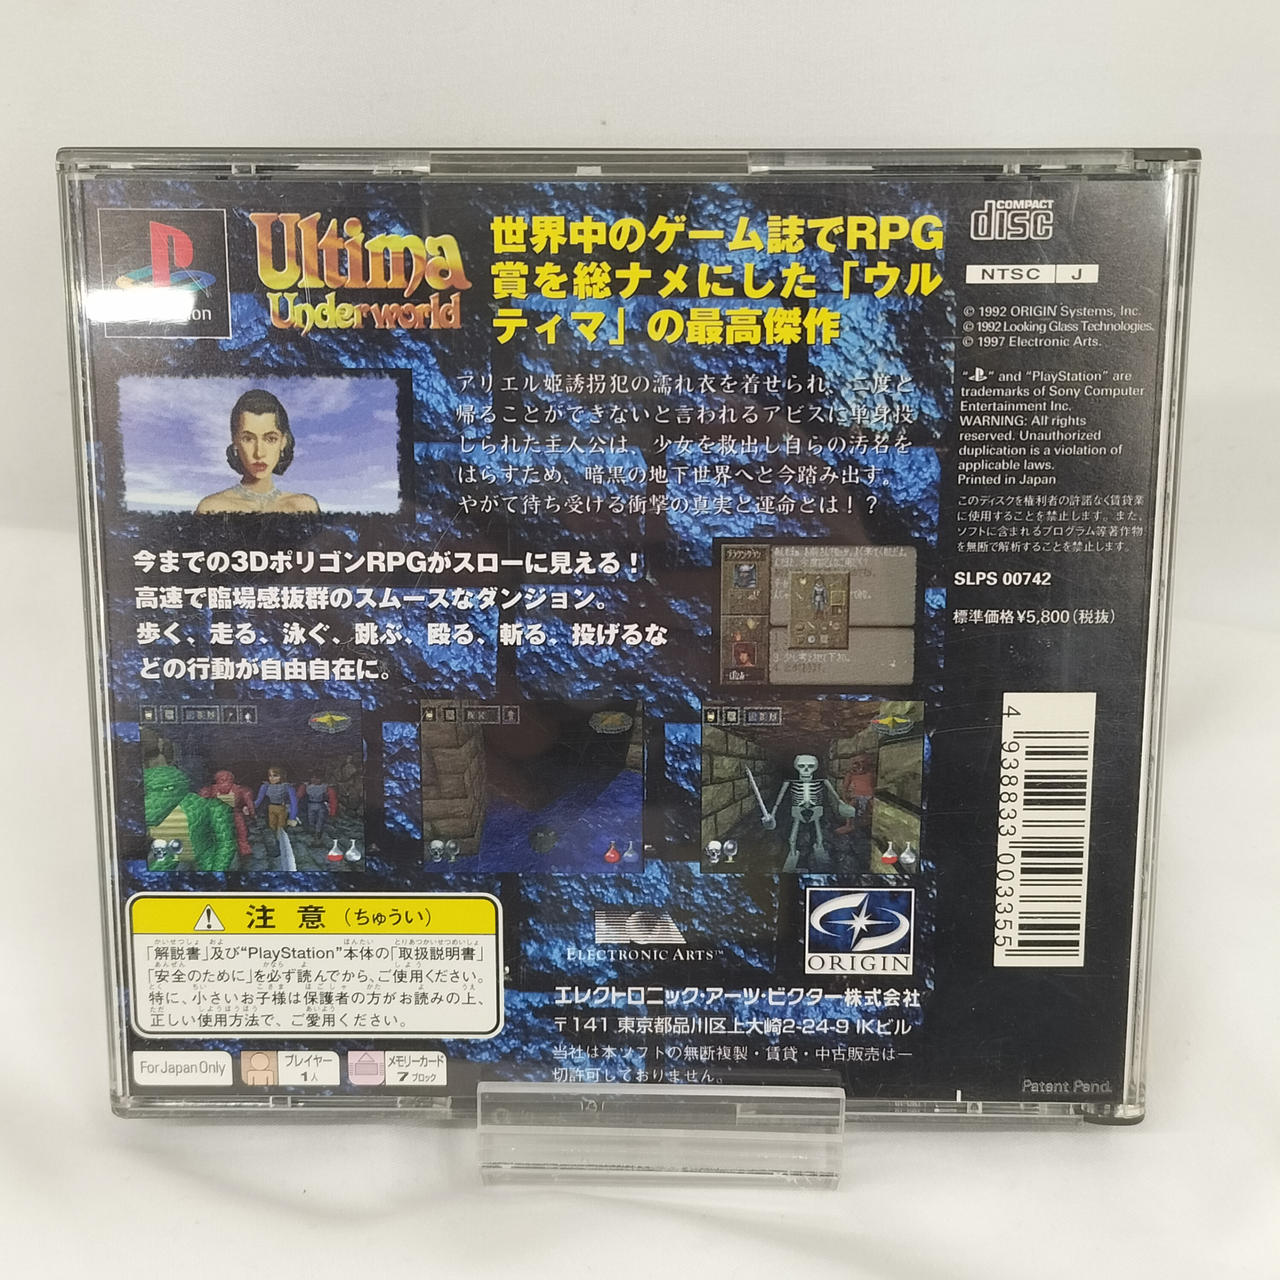 Ultima
Underworld
世界中のゲーム誌でRPG
賞を総ナメにした「ウル
ティマ」の最高傑作
アリエル姫誘拐犯の濡れ衣を着せられ、二度と
帰ることができないと言われるアビスに単身投
じられた主人公は、少女を救出し自らの汚名を
はらすため、暗黒の地下世界へと今踏み出す。
やがて待ち受ける衝撃の真実と運命とは！？
今までの3DポリゴンRPGがスローに見える！
高速で臨場感抜群のスムースなダンジョン。
歩く、走る、泳ぐ、跳ぶ、殴る、斬る、投げるな
どの行動が自由自在に。
COMPACT
disc
NTSC J
© 1992 ORIGIN Systems, Inc.
© 1992 Looking Glass Technologies.
© 1997 Electronic Arts.
" " and "PlayStation" are
trademarks of Sony Computer
Entertainment Inc.
WARNING: All rights
reserved. Unauthorized
duplication is a violation of
applicable laws.
Printed in Japan
このディスクを権利者の許諾なく賃貸業
に使用することを禁止します。また、
ソフトに含まれるプログラム等著作物
を無断で解析することを禁止します。
SLPS 00742
標準価格¥5,800(税抜)
4 938833 003355
注意(ちゅうい)
「解説書」及び"PlayStation"本体の「取扱説明書」
「安全のために」を必ず読んでから、ご使用ください。
特に、小さいお子様は保護者の方がお読みの上、
正しい使用方法で、ご愛用ください。
For Japan Only
プレイヤー
1人
メモリーカード
7ブロック
ELECTRONIC ARTS™
ORIGIN
エレクトロニック・アーツ・ビクター株式会社
〒141 東京都品川区上大崎2-24-9 IKビル
当社は本ソフトの無断複製・賃貸・中古販売は一
切許可しておりません。
Patent Pend.